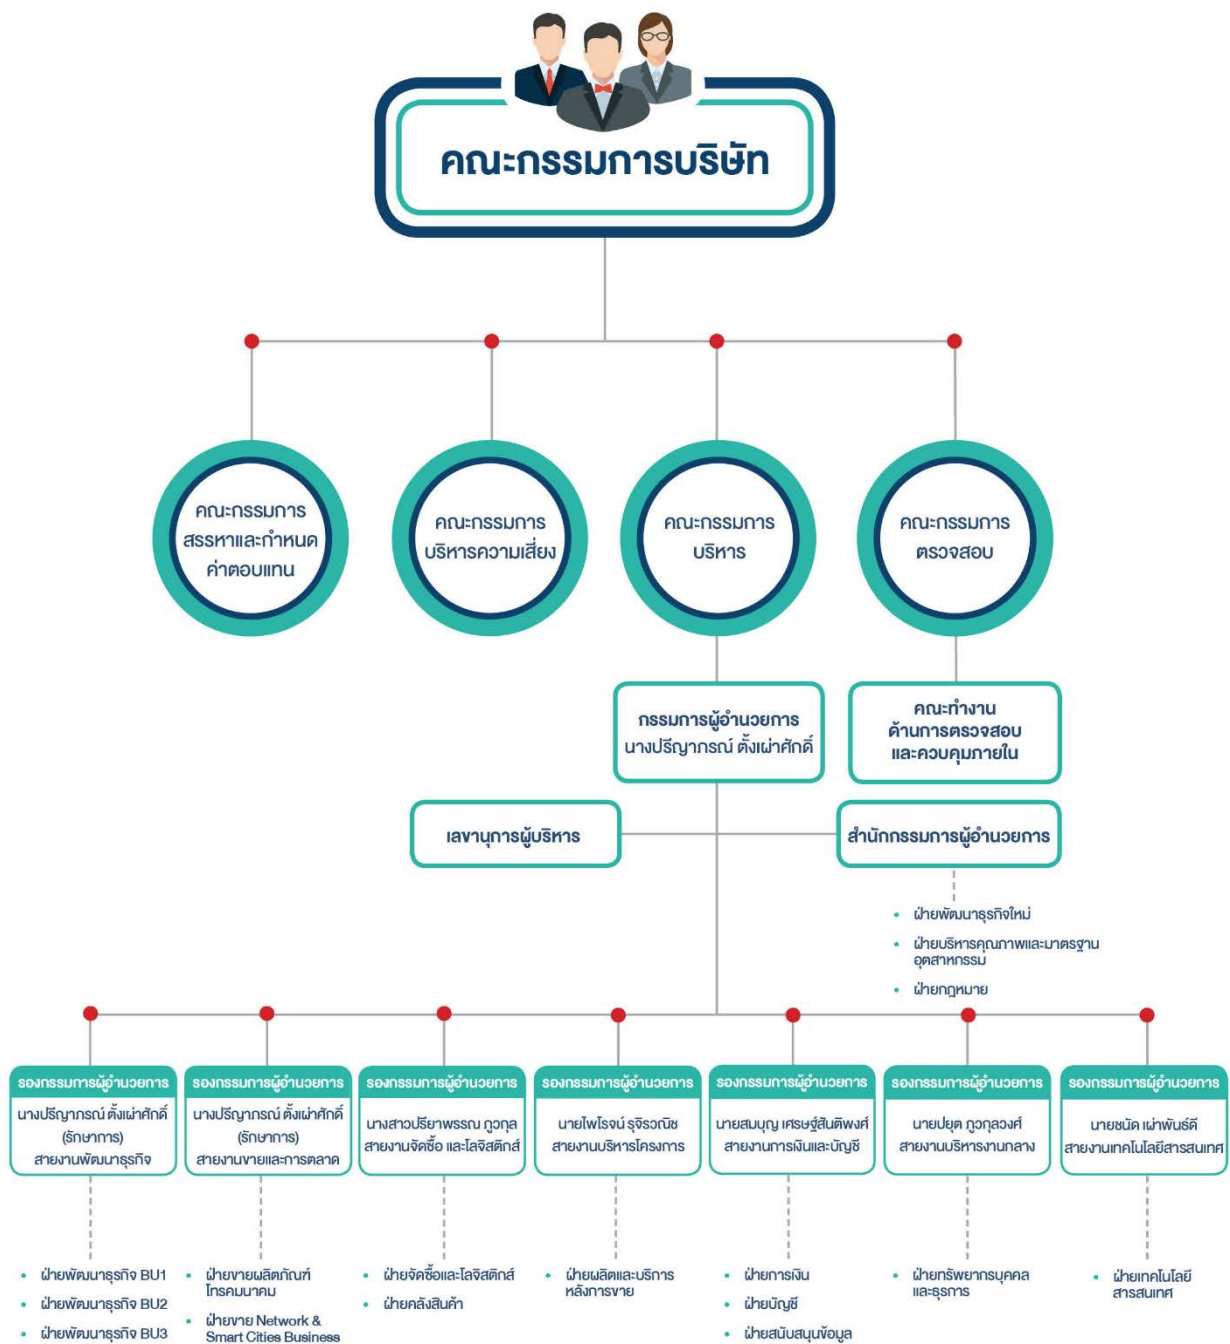 คณะกรรมการบริษัท
คณะกรรมการ
สรรหาและกำหนด
ค่าตอบแทน
คณะกรรมการ
บริหารความเสี่ยง
คณะกรรมการ
บริหาร
คณะกรรมการ
ตรวจสอบ
กรรมการผู้อำนวยการ
นางปรีญาภรณ์ ตั้งเผ่าศักดิ์
คณะทำงาน
ด้านการตรวจสอบ
และควบคุมภายใน
เลขานุการผู้บริหาร
สำนักกรรมการผู้อำนวยการ
• ฝ่ายพัฒนาธุรกิจใหม่
• ฝ่ายบริหารคุณภาพและมาตรฐาน
อุตสาหกรรม
• ฝ่ายกฎหมาย
รองกรรมการผู้อำนวยการ
นางปรีญาภรณ์ ตั้งเผ่าศักดิ์
(รักษาการ)
สายงานพัฒนาธุรกิจ
• ฝ่ายพัฒนาธุรกิจ BU1
• ฝ่ายพัฒนาธุรกิจ BU2
• ฝ่ายพัฒนาธุรกิจ BU3
รองกรรมการผู้อำนวยการ
นางปรีญาภรณ์ ตั้งเผ่าศักดิ์
(รักษาการ)
สายงานขายและการตลาด
• ฝ่ายขายผลิตภัณฑ์
โทรคมนาคม
• ฝ่ายขาย Network &
Smart Cities Business
รองกรรมการผู้อำนวยการ
นางสาวปรียาพรรณ ภูวกุล
สายงานจัดซื้อ และโลจิสติกส์
• ฝ่ายจัดซื้อและโลจิสติกส์
• ฝ่ายคลังสินค้า
รองกรรมการผู้อำนวยการ
นายไพโรจน์ รุจิรวณิช
สายงานบริหารโครงการ
• ฝ่ายผลิตและบริการ
หลังการขาย
รองกรรมการผู้อำนวยการ
นายสมบุญ เศรษฐ์สันติพงศ์
สายงานการเงินและบัญชี
• ฝ่ายการเงิน
• ฝ่ายบัญชี
• ฝ่ายสนับสนุนข้อมูล
รองกรรมการผู้อำนวยการ
นายปยุต ภูวกุลวงศ์
สายงานบริหารงานกลาง
• ฝ่ายทรัพยากรบุคคล
และธุรการ
รองกรรมการผู้อำนวยการ
นายชนัด เผ่าพันธ์ดี
สายงานเทคโนโลยีสารสนเทศ
• ฝ่ายเทคโนโลยี
สารสนเทศ